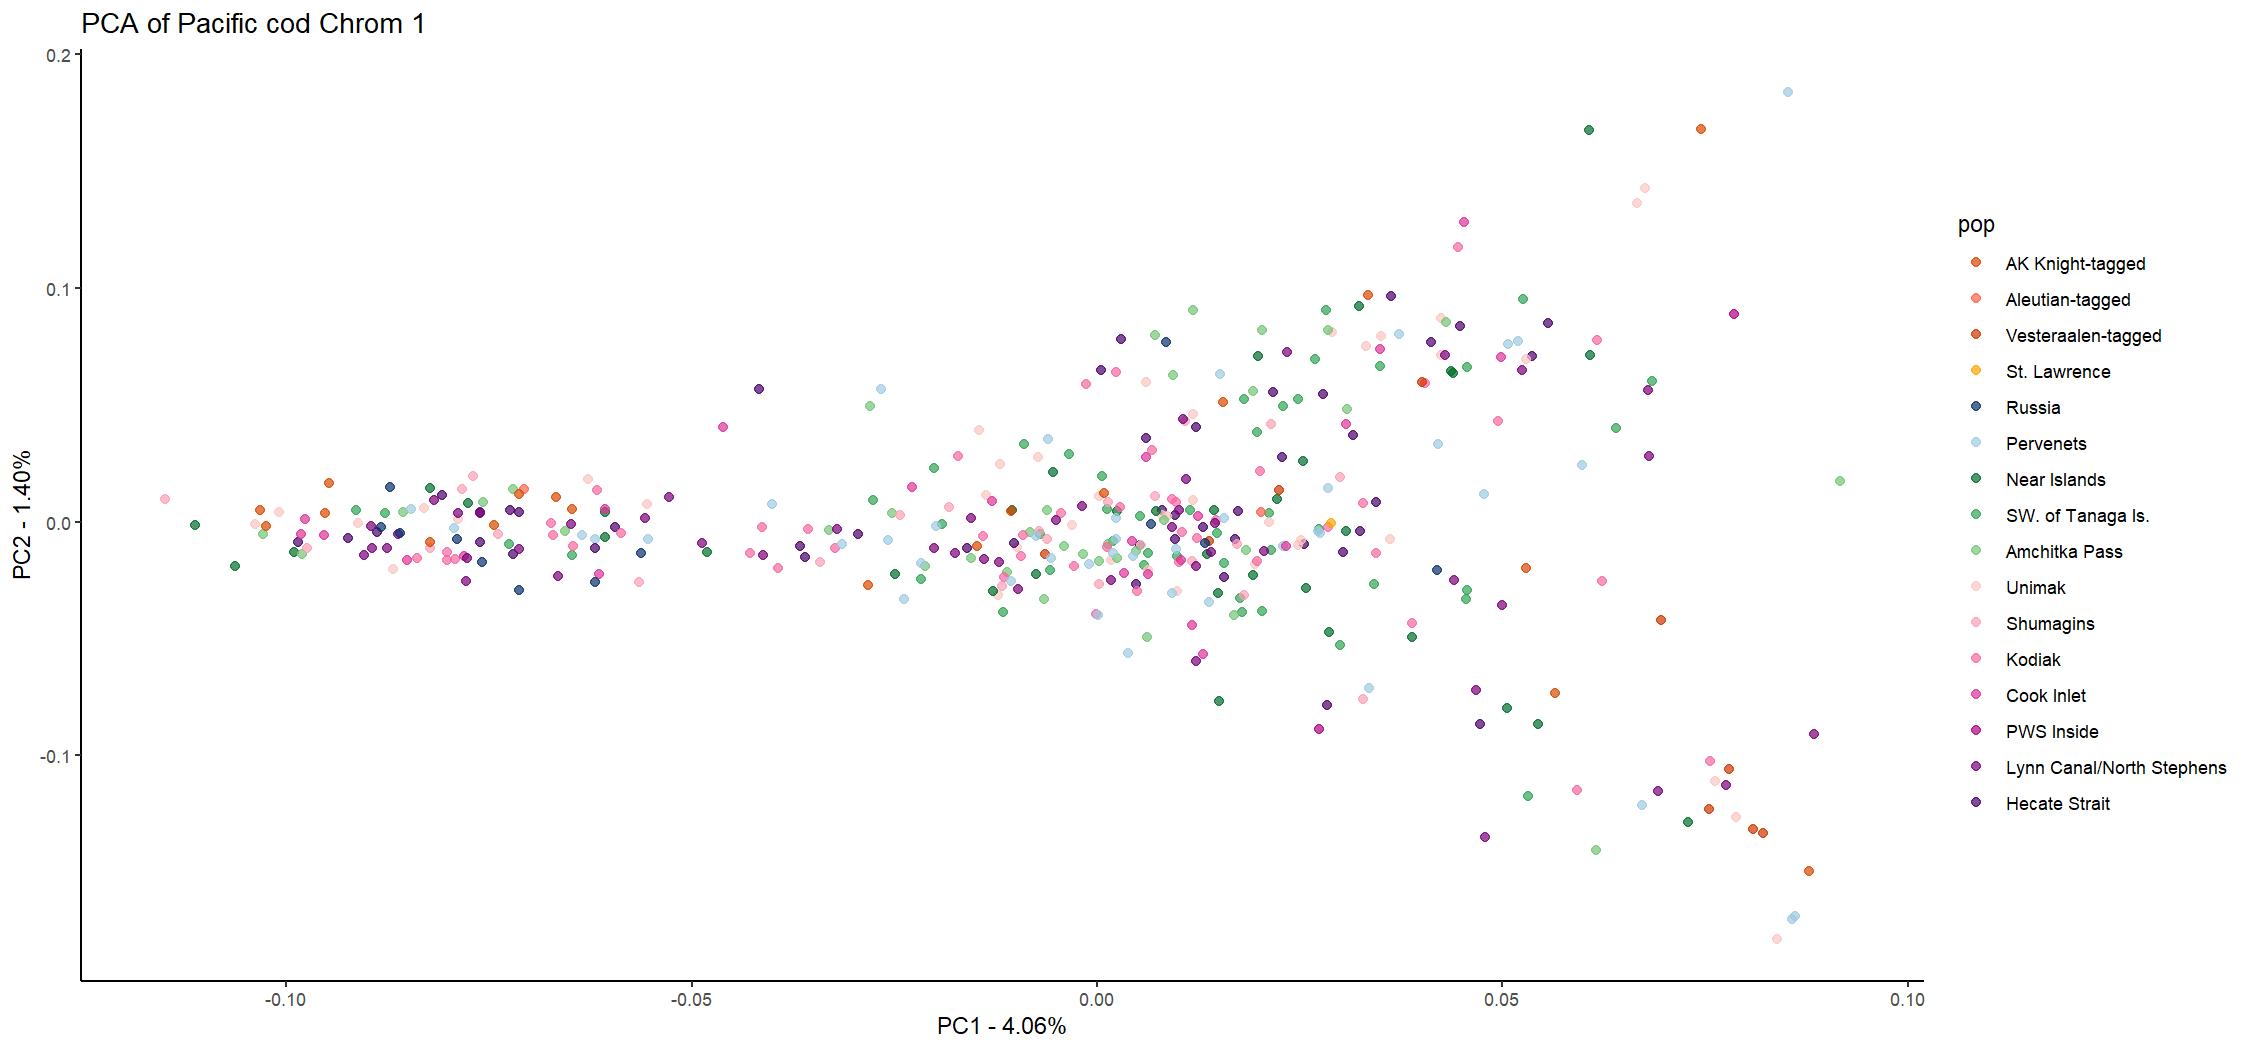 PCA of Pacific cod Chrom 1
0.2
0.1
0.0
-0.1
PC2 - 1.40%
-0.10
-0.05
0.00
0.05
0.10
PC1 - 4.06%
pop
AK Knight-tagged
Aleutian-tagged
Vesteraalen-tagged
St. Lawrence
Russia
Pervenets
Near Islands
SW. of Tanaga Is.
Amchitka Pass
Unimak
Shumagins
Kodiak
Cook Inlet
PWS Inside
Lynn Canal/North Stephens
Hecate Strait